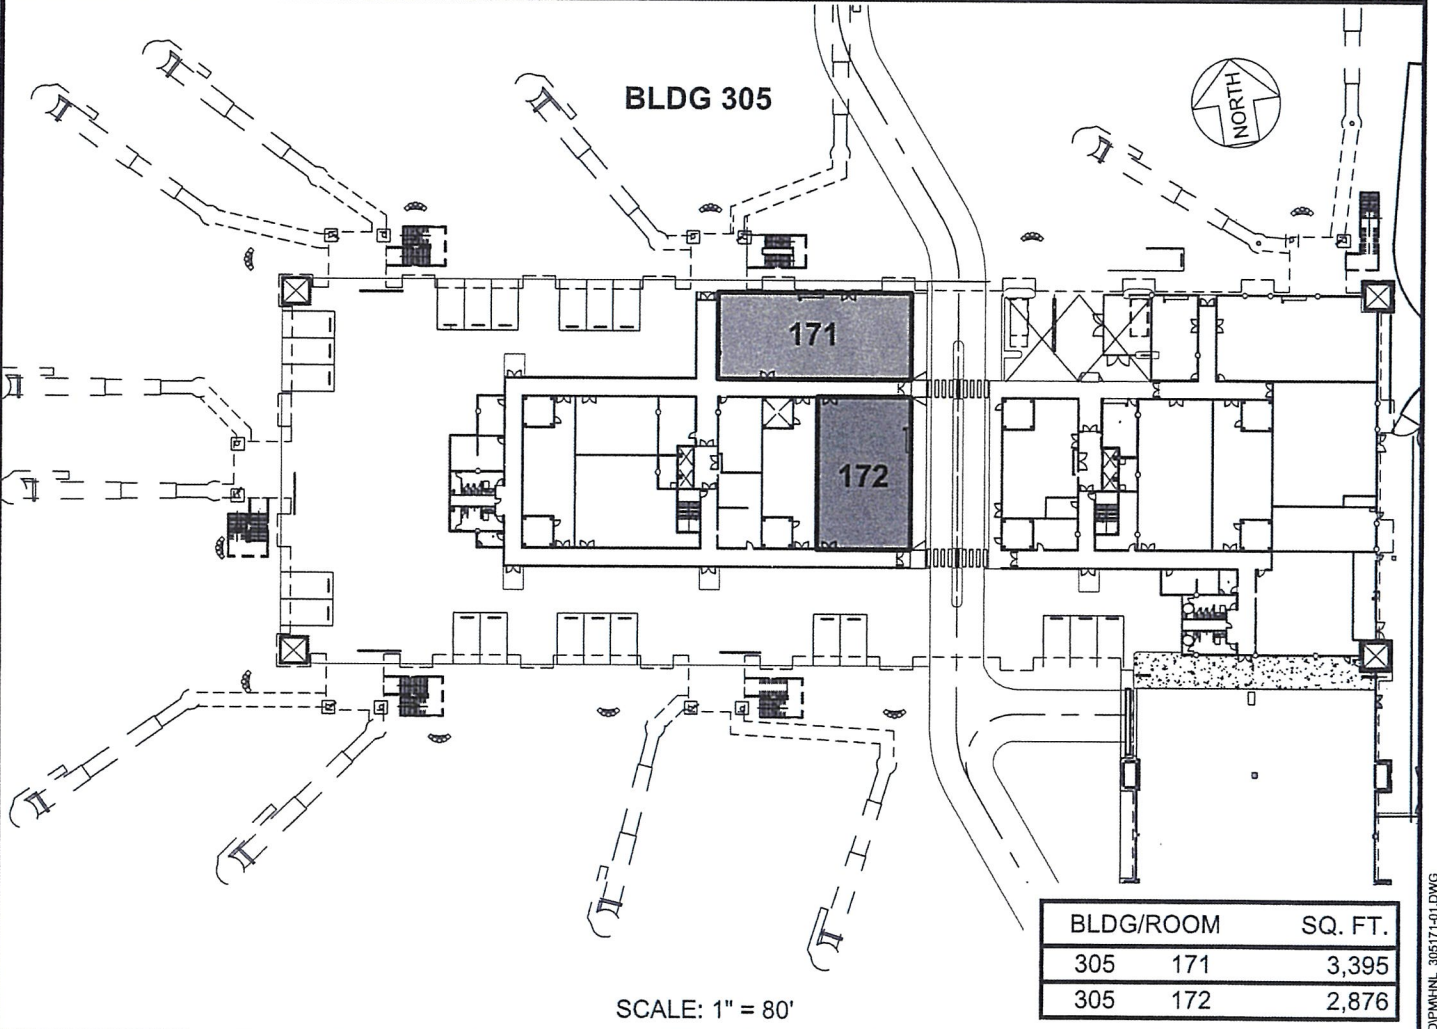 BLDG 305
NORTH
171
172
BLDG/ROOM SQ. FT.
305 171 3,395
305 172 2,876
SCALE: 1" = 80'
305171-01.DWG